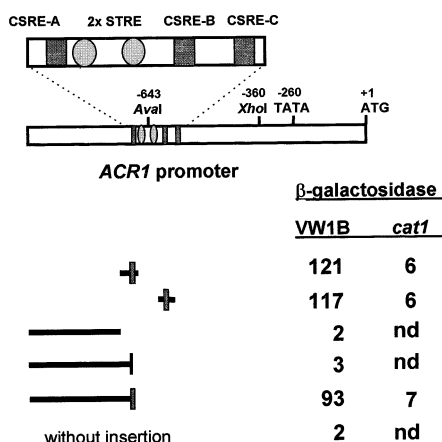 CSRE-A 2x STRE CSRE-B CSRE-C
-643 -360 -260 +1
AvaI XhoI TATA ATG
ACR1 promoter
β-galactosidase
VW1B cat1
121 6
117 6
2 nd
3 nd
93 7
without insertion 2 nd